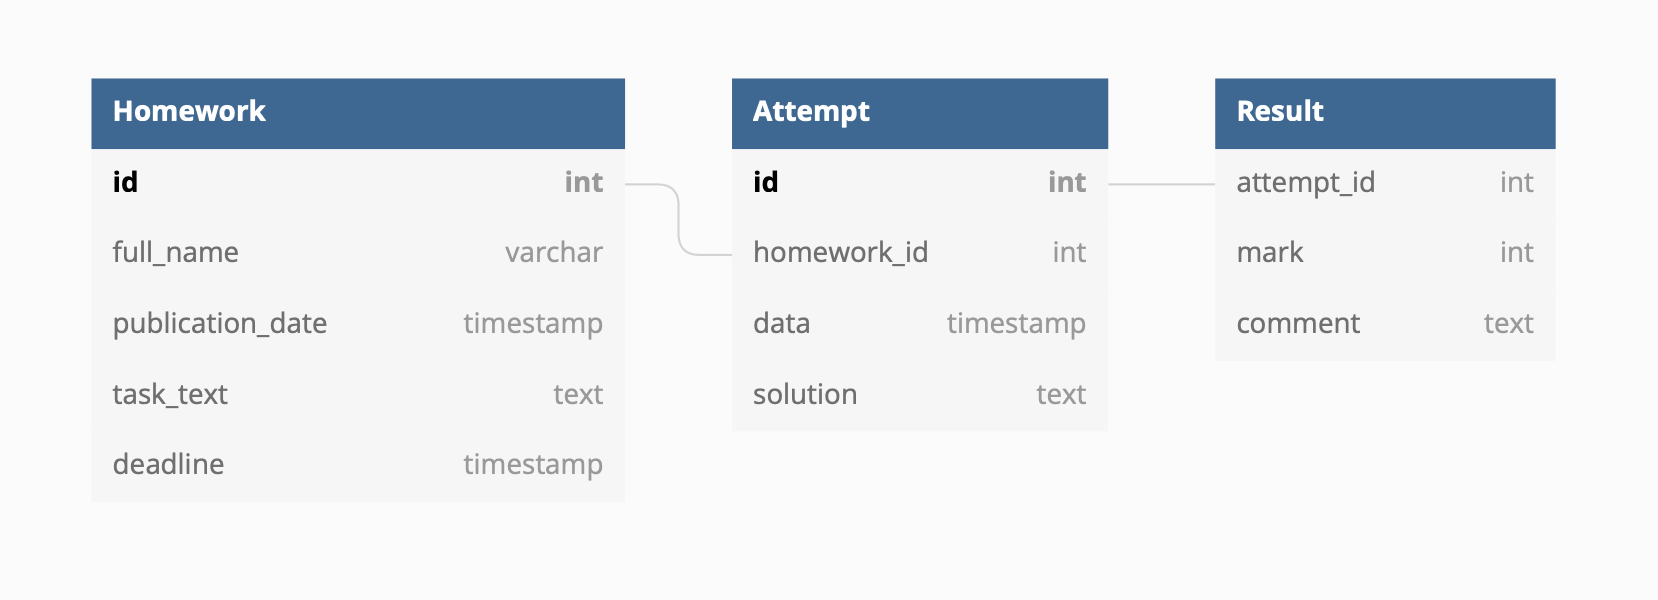 Homework
id int
full_name varchar
publication_date timestamp
task_text text
deadline timestamp
Attempt
id int
homework_id int
data timestamp
solution text
Result
attempt_id int
mark int
comment text